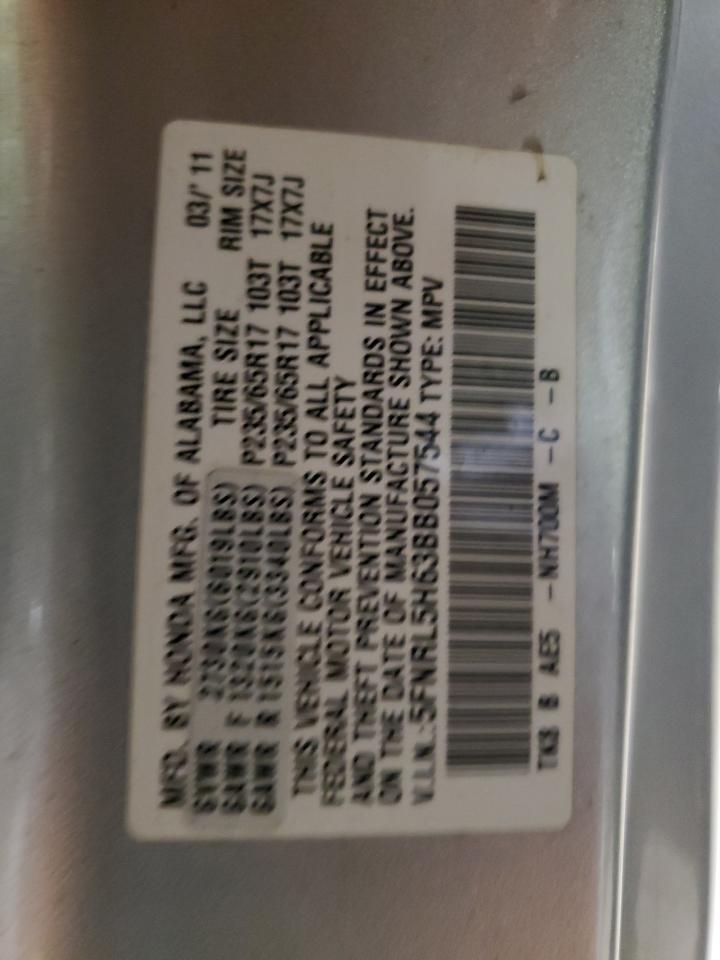 MFD. BY HONDA MFG. OF ALABAMA, LLC 03/'11
GVWR 2730KG(6019LBS) TIRE SIZE RIM SIZE
GAWR F 1320KG(2910LBS) P235/65R17 103T 17X7J
GAWR R 1515KG(3340LBS) P235/65R17 103T 17X7J
THIS VEHICLE CONFORMS TO ALL APPLICABLE
FEDERAL MOTOR VEHICLE SAFETY
AND THEFT PREVENTION STANDARDS IN EFFECT
ON THE DATE OF MANUFACTURE SHOWN ABOVE.
V.I.N.:5FNRL5H63BB057544 TYPE: MPV
TK8 B AE5 -NH700M -C -B